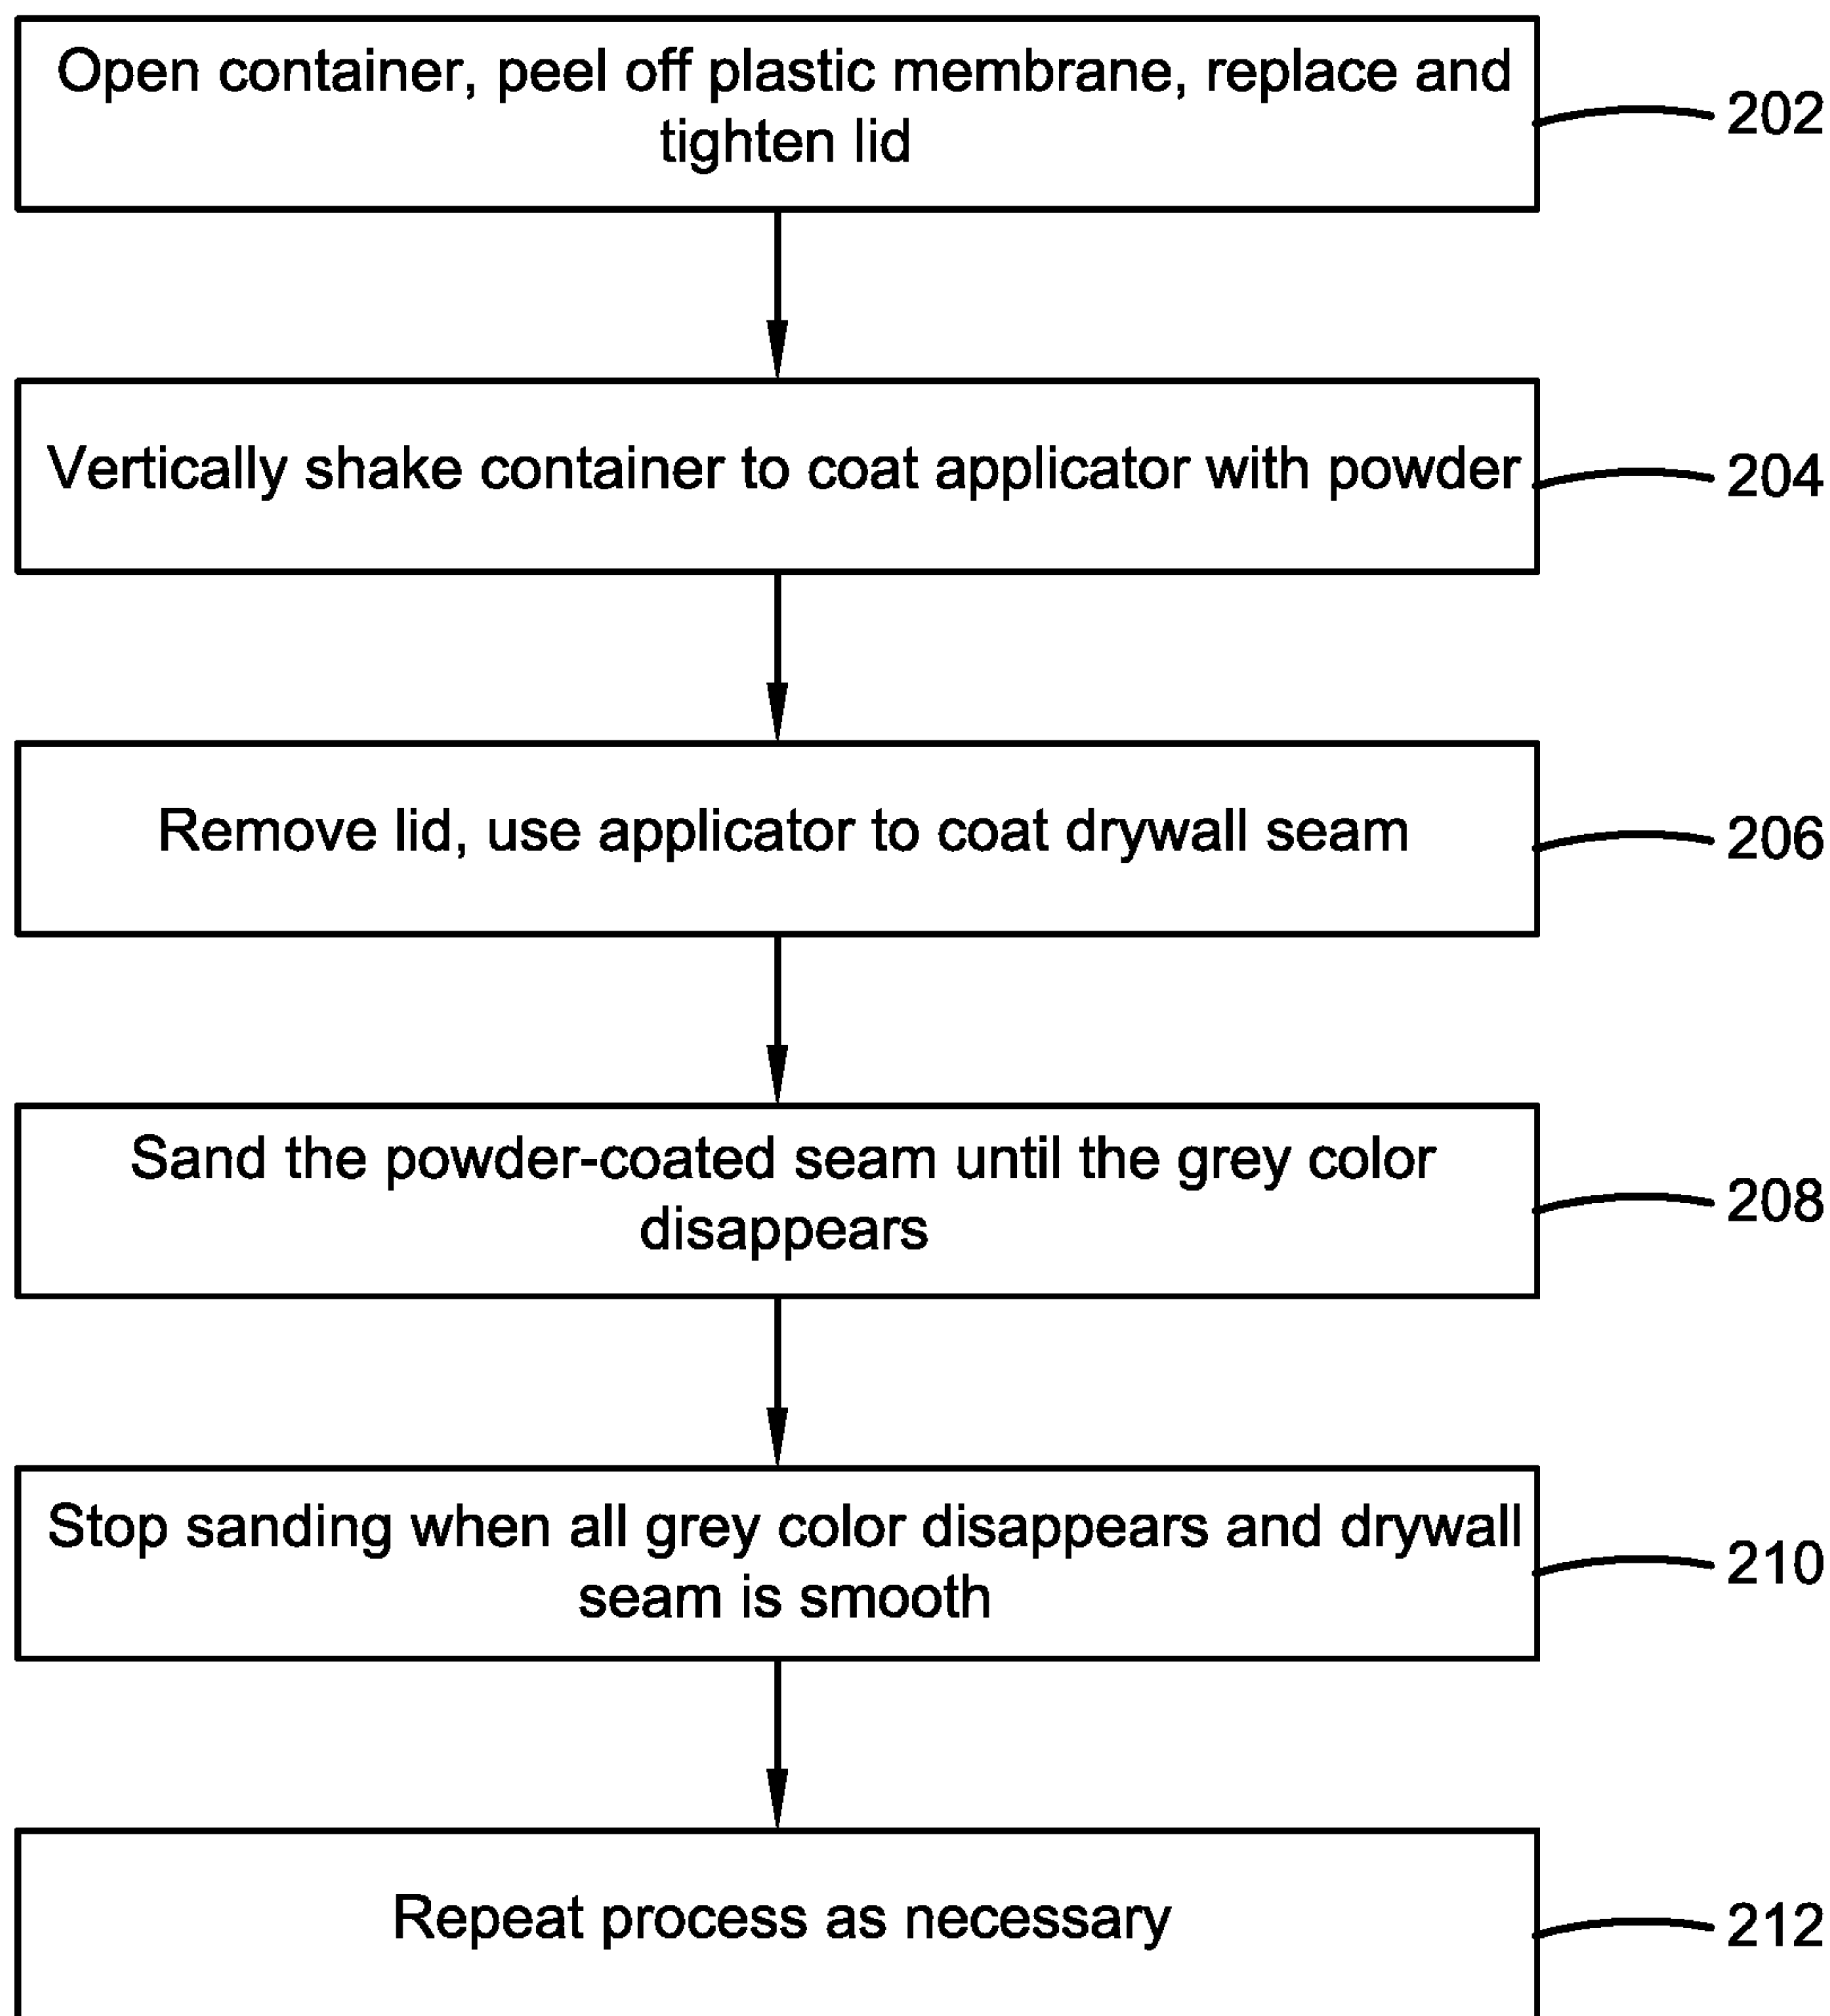 Open container, peel off plastic membrane, replace and
tighten lid
202
Vertically shake container to coat applicator with powder
204
Remove lid, use applicator to coat drywall seam
206
Sand the powder-coated seam until the grey color
disappears
208
Stop sanding when all grey color disappears and drywall
seam is smooth
210
Repeat process as necessary
212